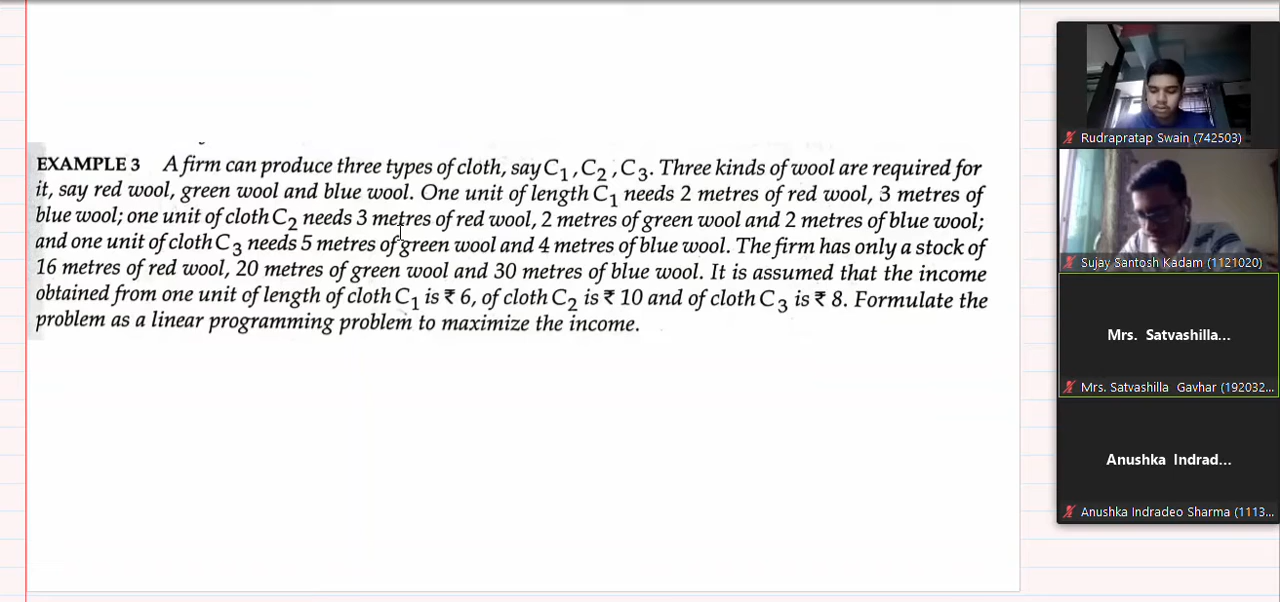 EXAMPLE 3 A firm can produce three types of cloth, say C₁, C₂, C₃. Three kinds of wool are required for
it, say red wool, green wool and blue wool. One unit of length C₁ needs 2 metres of red wool, 3 metres of
blue wool; one unit of cloth C₂ needs 3 metres of red wool, 2 metres of green wool and 2 metres of blue wool;
and one unit of cloth C₃ needs 5 metres of green wool and 4 metres of blue wool. The firm has only a stock of
16 metres of red wool, 20 metres of green wool and 30 metres of blue wool. It is assumed that the income
obtained from one unit of length of cloth C₁ is ₹ 6, of cloth C₂ is ₹ 10 and of cloth C₃ is ₹ 8. Formulate the
problem as a linear programming problem to maximize the income.
Rudrapratap Swain (742503)
Sujay Santosh Kadam (1121020)
Mrs. Satvashilla...
Mrs. Satvashilla Gavhar (192032...
Anushka Indrad...
Anushka Indradeo Sharma (1113...